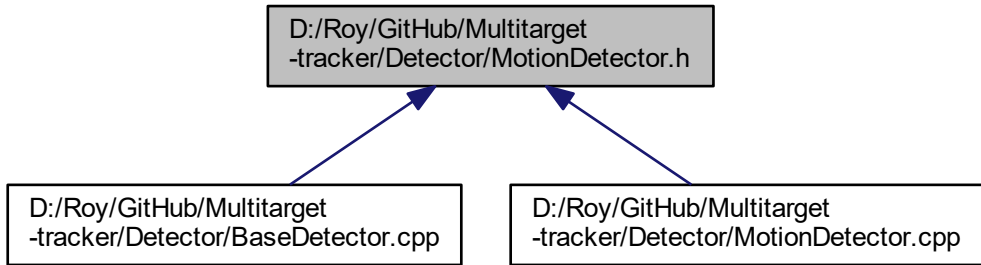 D:/Roy/GitHub/Multitarget
-tracker/Detector/MotionDetector.h
D:/Roy/GitHub/Multitarget
-tracker/Detector/BaseDetector.cpp
D:/Roy/GitHub/Multitarget
-tracker/Detector/MotionDetector.cpp